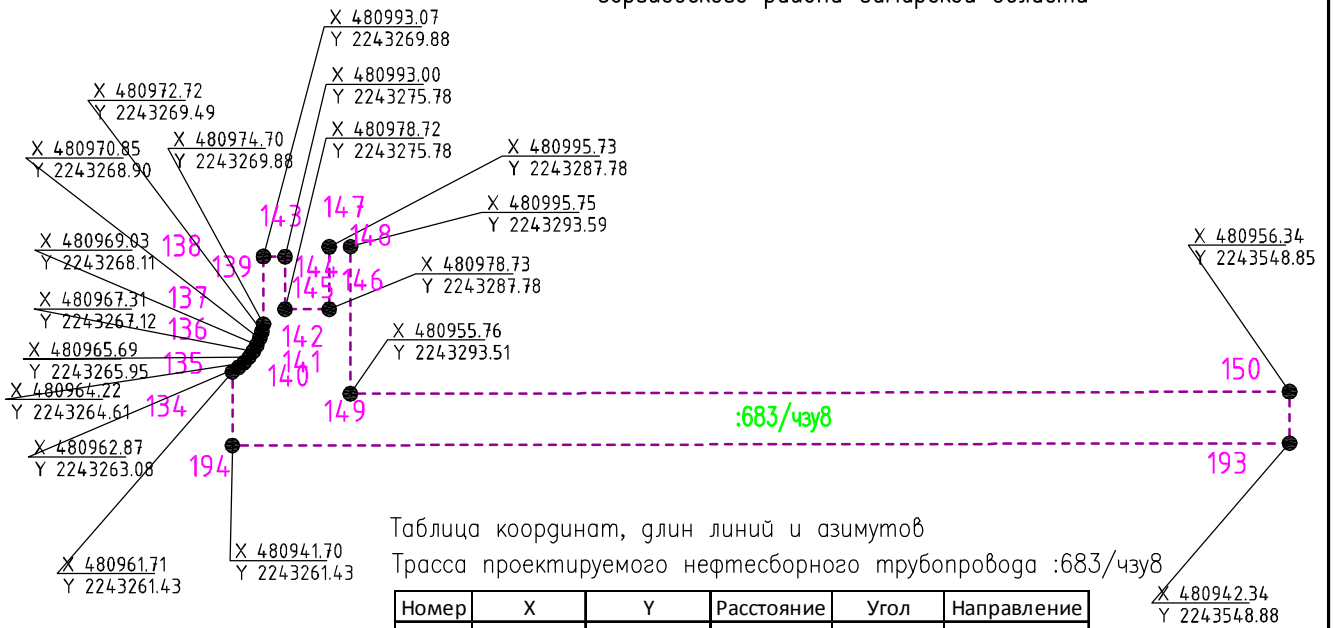 X 480993.07
Y 2243269.88
X 480993.00
Y 2243275.78
X 480972.72
Y 2243269.49
X 480978.72
Y 2243275.78
X 480974.70
Y 2243269.88
X 480970.85
Y 2243268.90
X 480995.73
Y 2243287.78
X 480995.75
Y 2243293.59
143
147
148
138
139
144
145
146
X 480969.03
Y 2243268.11
X 480978.73
Y 2243287.78
X 480956.34
Y 2243548.85
137
X 480967.31
Y 2243267.12
136
142
X 480955.76
Y 2243293.51
X 480965.69
Y 2243265.95
135
141
140
150
X 480964.22
Y 2243264.61
134
149
:683/чзу8
X 480962.87
Y 2243263.08
194
193
Таблица координат, длин линий и азимутов
X 480961.71
Y 2243261.43
X 480941.70
Y 2243261.43
Трасса проектируемого нефтесборного трубопровода :683/чзу8
X 480942.34
Y 2243548.88
Номер X Y Расстояние Угол Направление